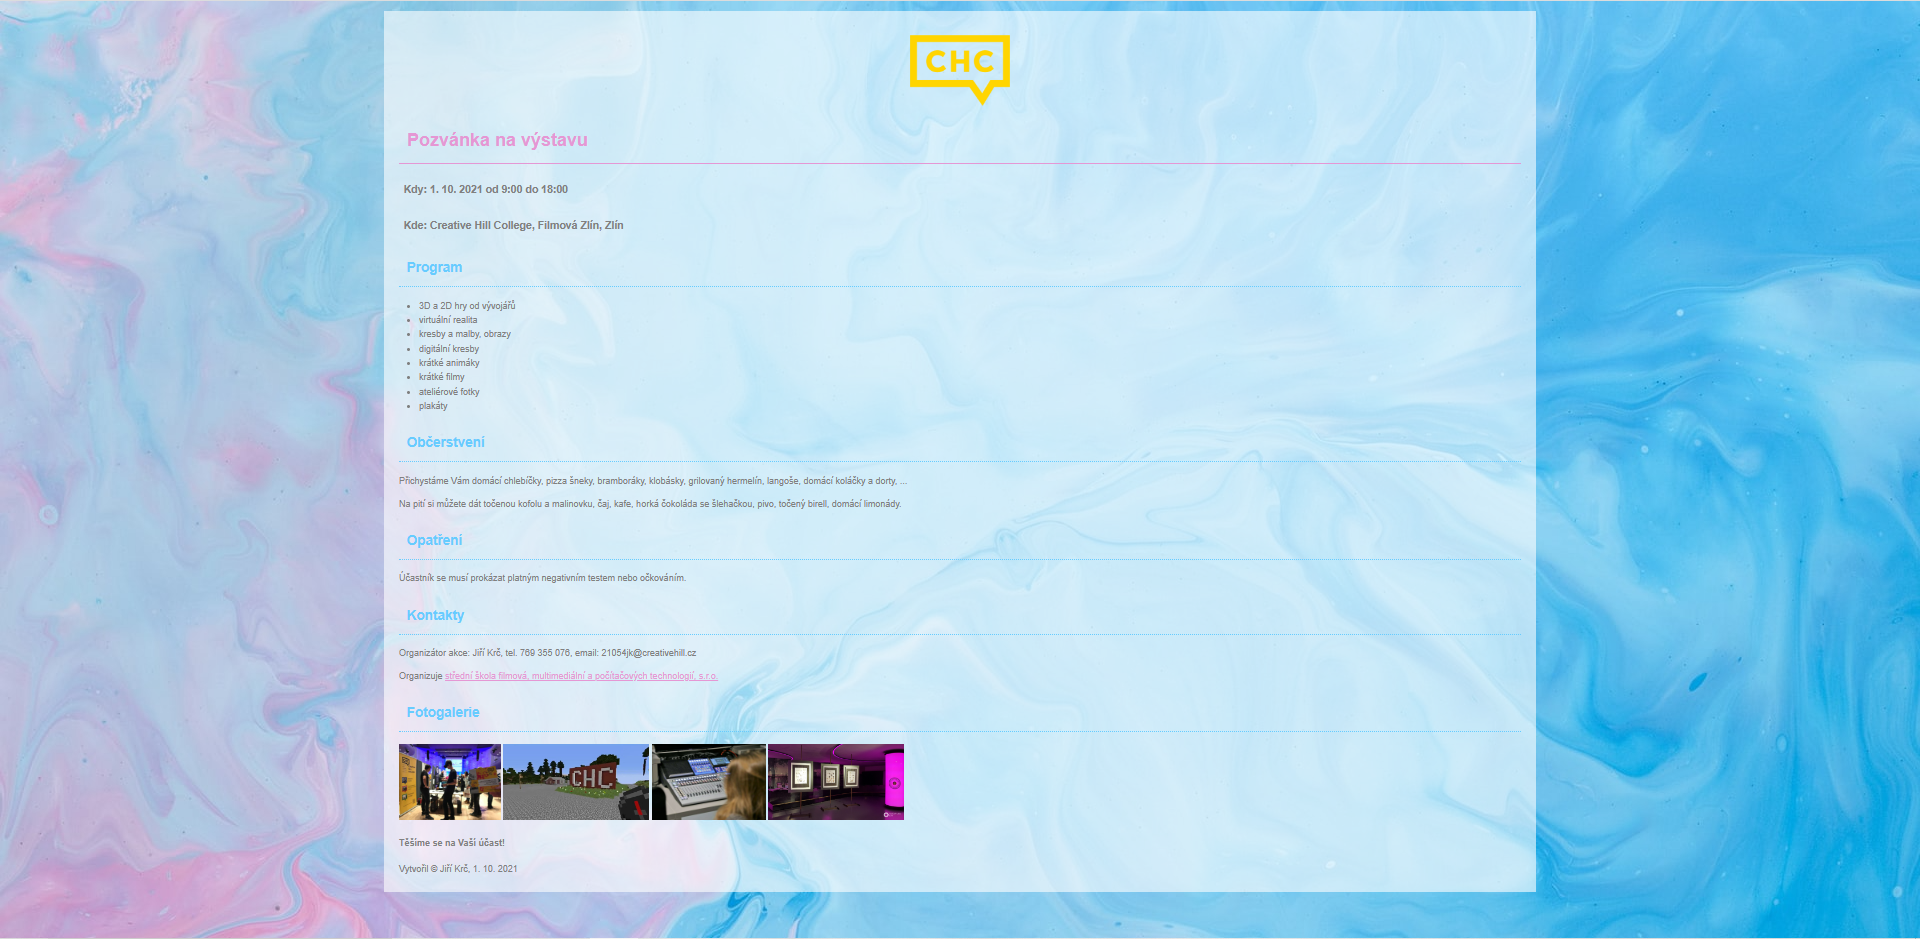 CHC
Pozvánka na výstavu
Kdy: 1. 10. 2021 od 9:00 do 18:00
Kde: Creative Hill College, Filmová Zlín, Zlín
Program
3D a 2D hry od vývojářů
virtuální realita
kresby a malby, obrazy
digitální kresby
krátké animáky
krátké filmy
ateliérové fotky
plakáty
Občerstvení
Přichystáme Vám domácí chlebíčky, pizza šneky, bramboráky, klobásky, grilovaný hermelín, langoše, domácí koláčky a dorty, ...
Na pití si můžete dát točenou kofolu a malinovku, čaj, kafe, horká čokoláda se šlehačkou, pivo, točený birell, domácí limonády.
Opatření
Účastník se musí prokázat platným negativním testem nebo očkováním.
Kontakty
Organizátor akce: Jiří Krč, tel. 769 355 076, email: 21054jk@creativehill.cz
Organizuje střední škola filmová, multimediální a počítačových technologií, s.r.o.
Fotogalerie
CHC
Těšíme se na Vaší účast!
Vytvořil © Jiří Krč, 1. 10. 2021